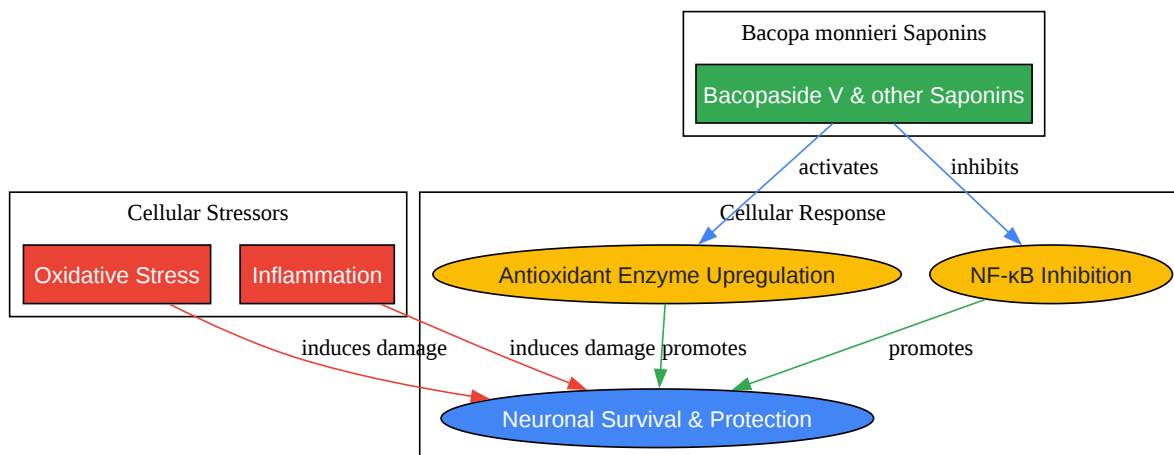 Bacopa monnieri Saponins
Bacopaside V & other Saponins
activates
inhibits
Cellular Stressors
Cellular Response
Oxidative Stress
Inflammation
Antioxidant Enzyme Upregulation
NF-κB Inhibition
induces damage
induces damage
promotes
promotes
Neuronal Survival & Protection